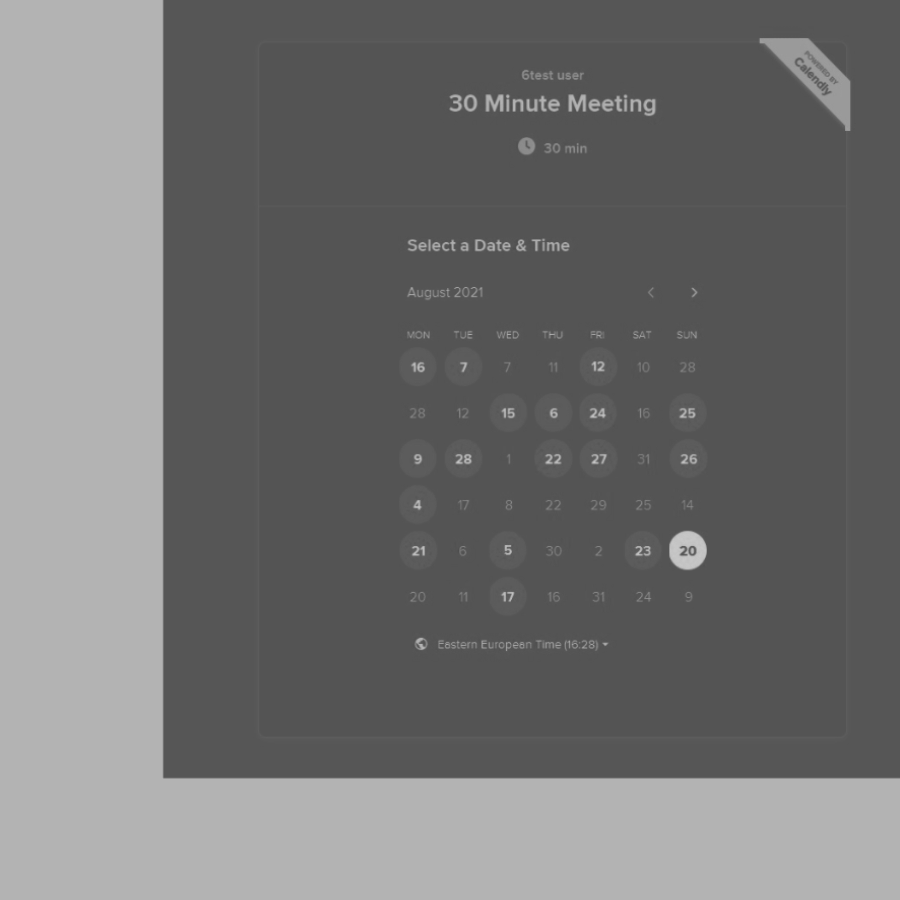 POWERED BY
Calendly
6test user
30 Minute Meeting
30 min
Select a Date & Time
August 2021
MON TUE WED THU FRI SAT SUN
16 7 7 11 12 10 28
28 12 15 6 24 16 25
9 28 1 22 27 31 26
4 17 8 22 29 25 14
21 6 5 30 2 23 20
20 11 17 16 31 24 9
Eastern European Time (16:28)